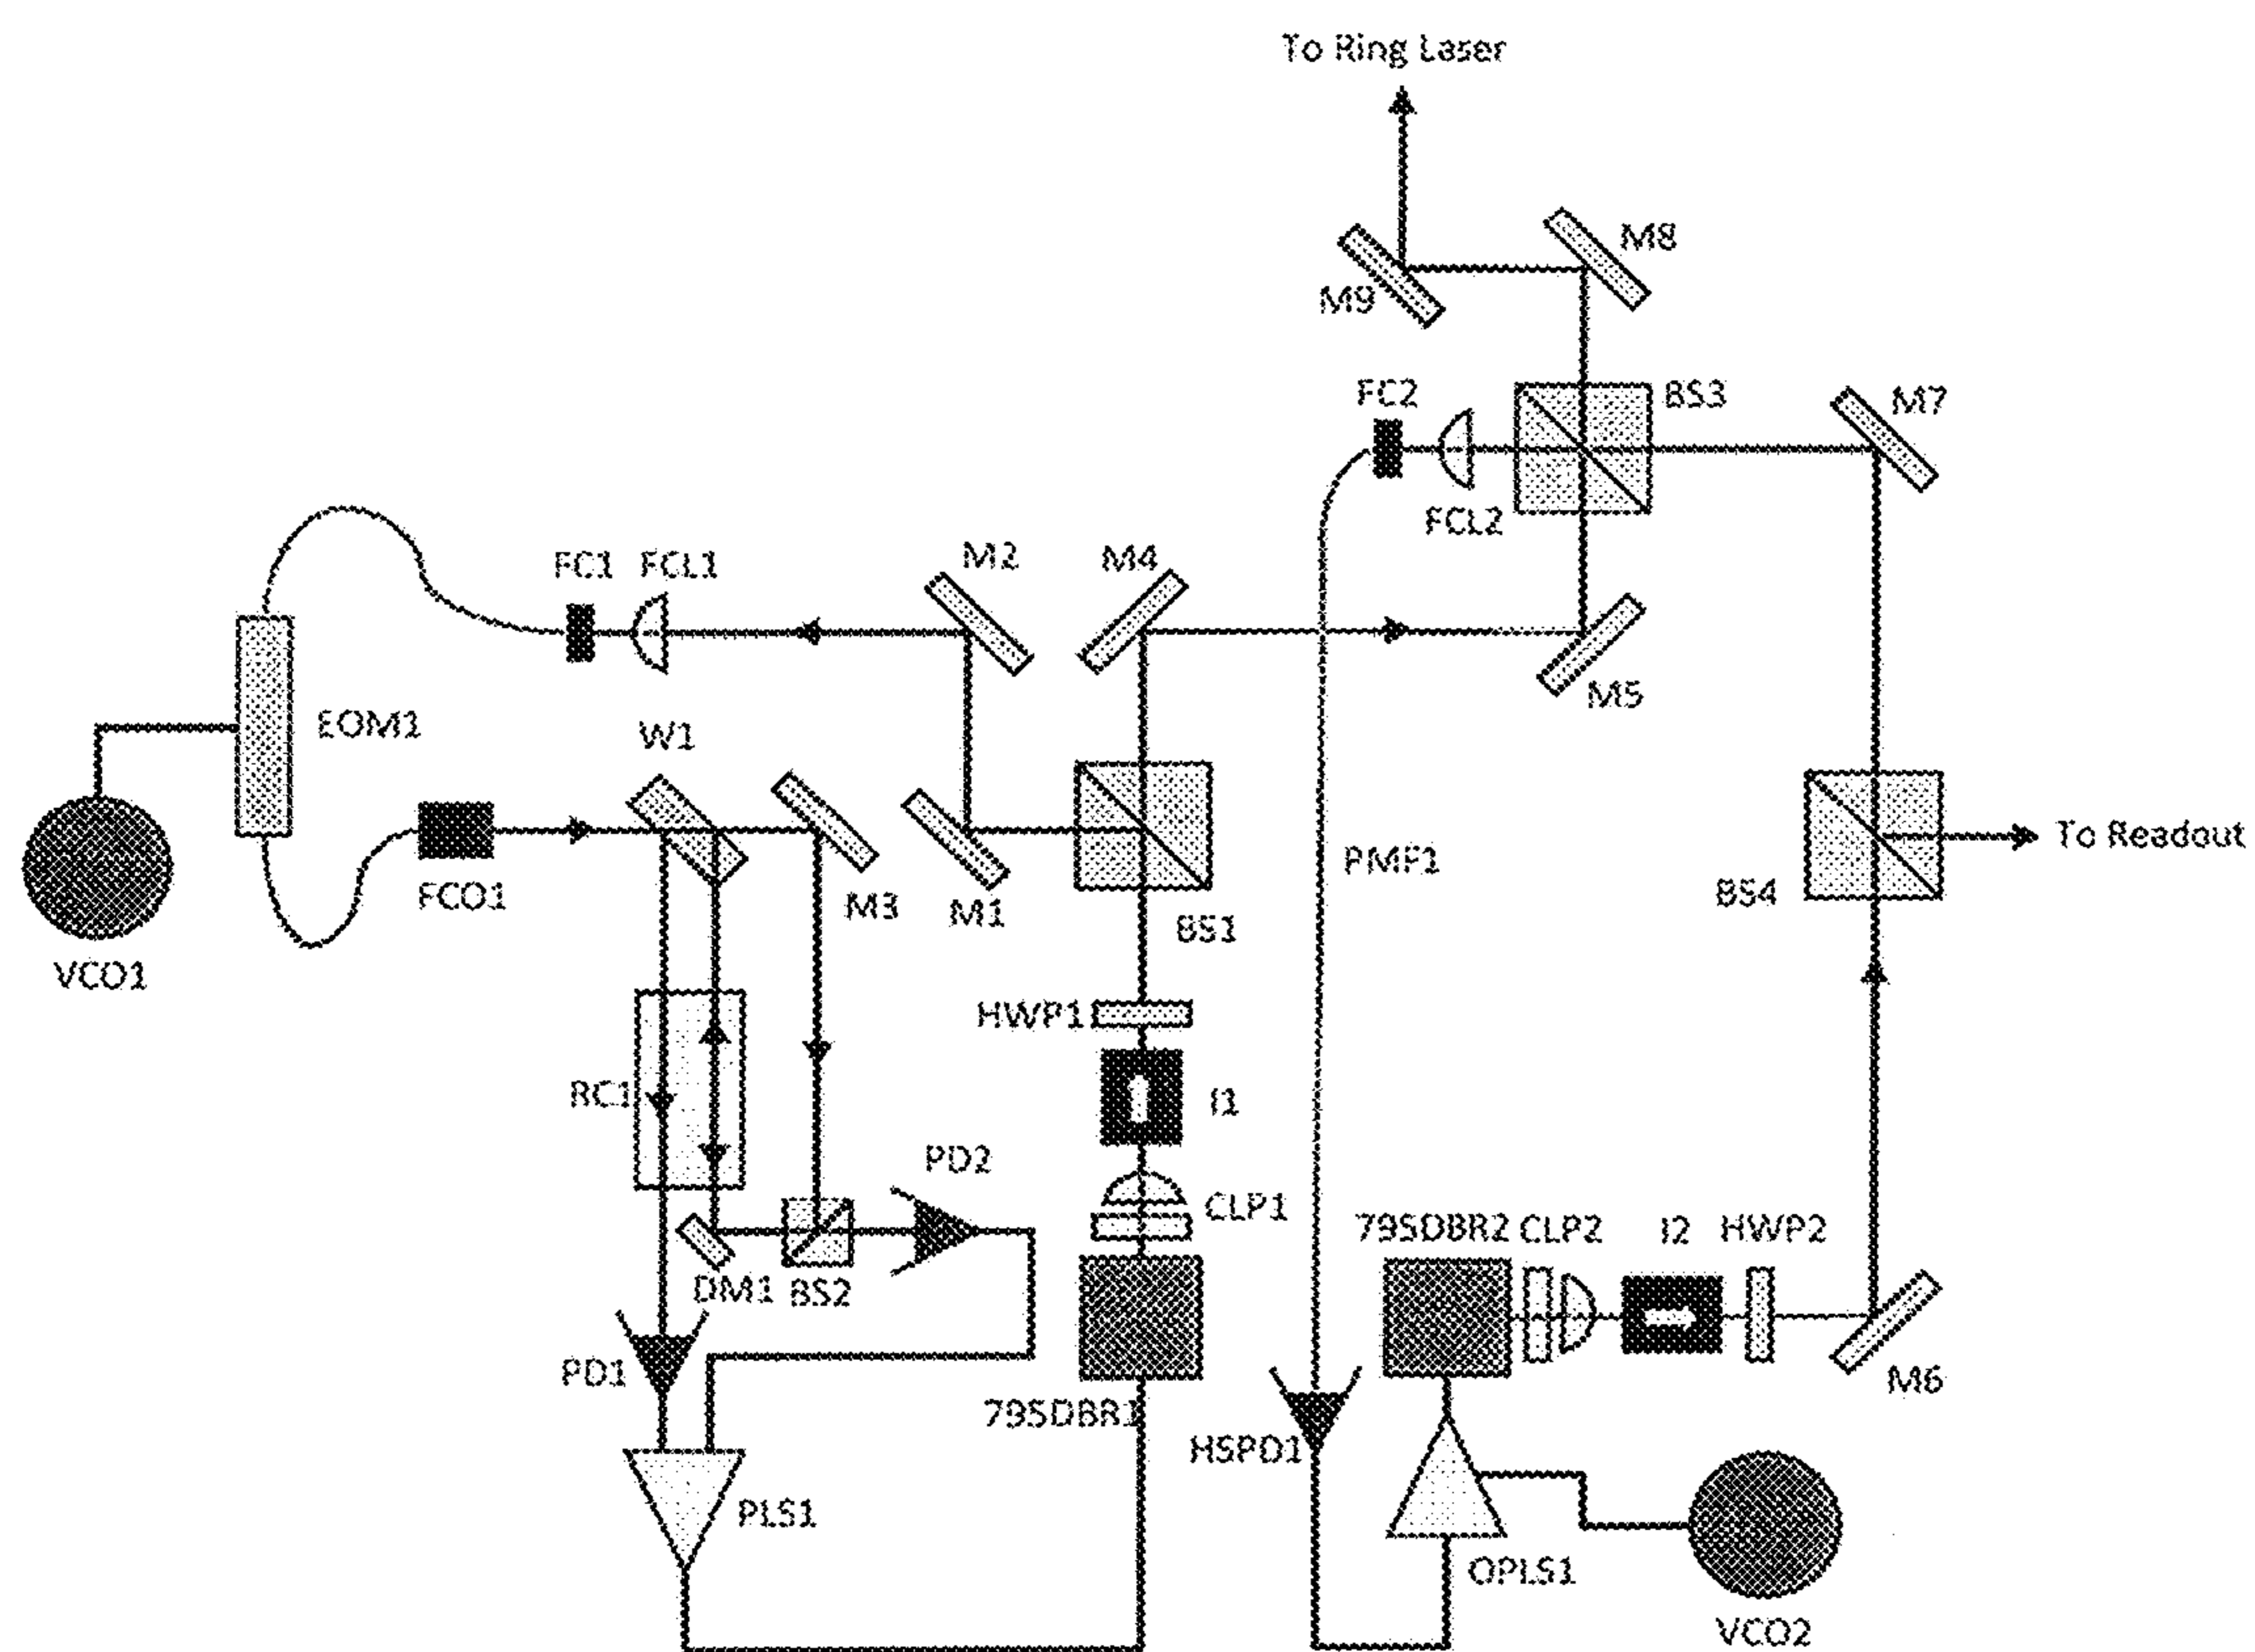 To Ring Laser
M8
M9
FC2
BS3
M7
FCL2
FC1
FCL1
M2
M4
M5
EOM1
W1
To Readout
PMF1
BS4
FCO1
M3
M1
BS1
VCO1
HWP1
RC1
I1
PD2
CLP1
795DBR2
CLP2
I2
HWP2
DM1
BS2
PD1
M6
795DBR1
HSPD1
PLS1
OPLS1
VCO2